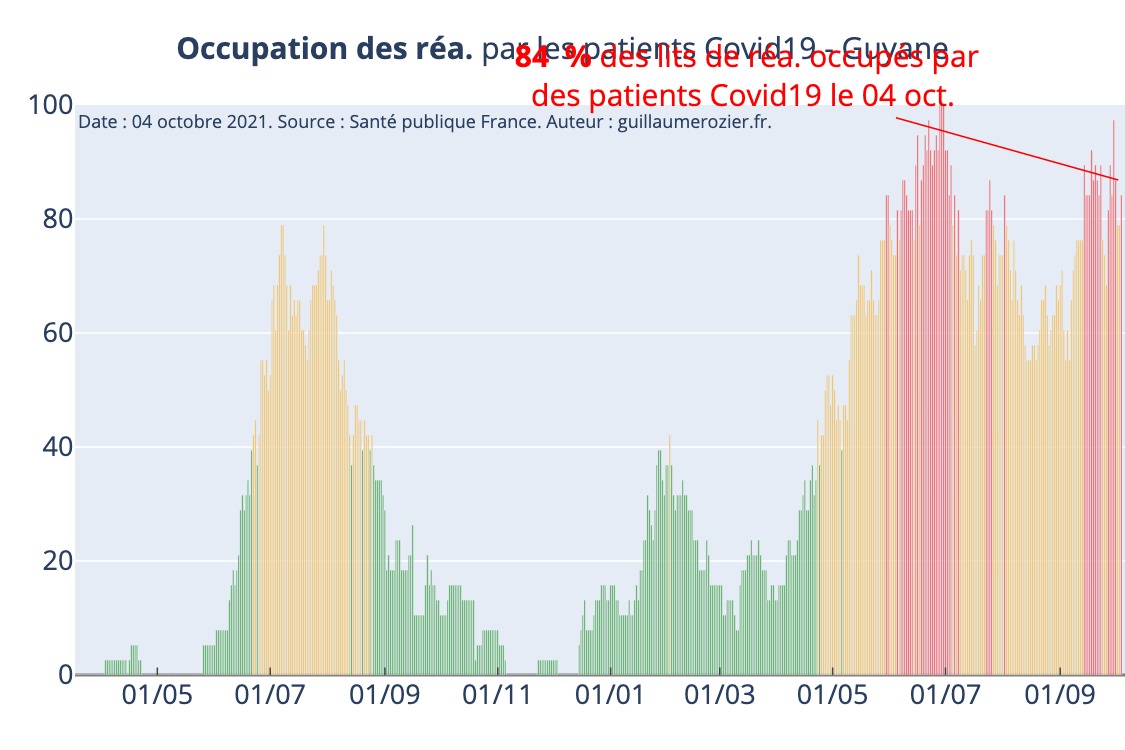 Occupation des réa. par les patients Covid19 - Guyane
84 % des lits de réa. occupés par
des patients Covid19 le 04 oct.
100
Date : 04 octobre 2021. Source : Santé publique France. Auteur : guillaumerozier.fr.
80
60
40
20
0
01/05 01/07 01/09 01/11 01/01 01/03 01/05 01/07 01/09